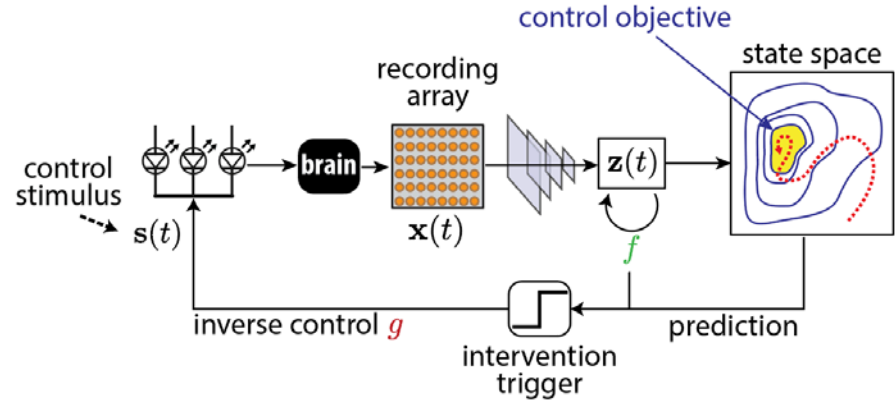 control objective
state space
recording
array
control
stimulus
s(t)
brain
x(t)
z(t)
f
inverse control g
prediction
intervention
trigger